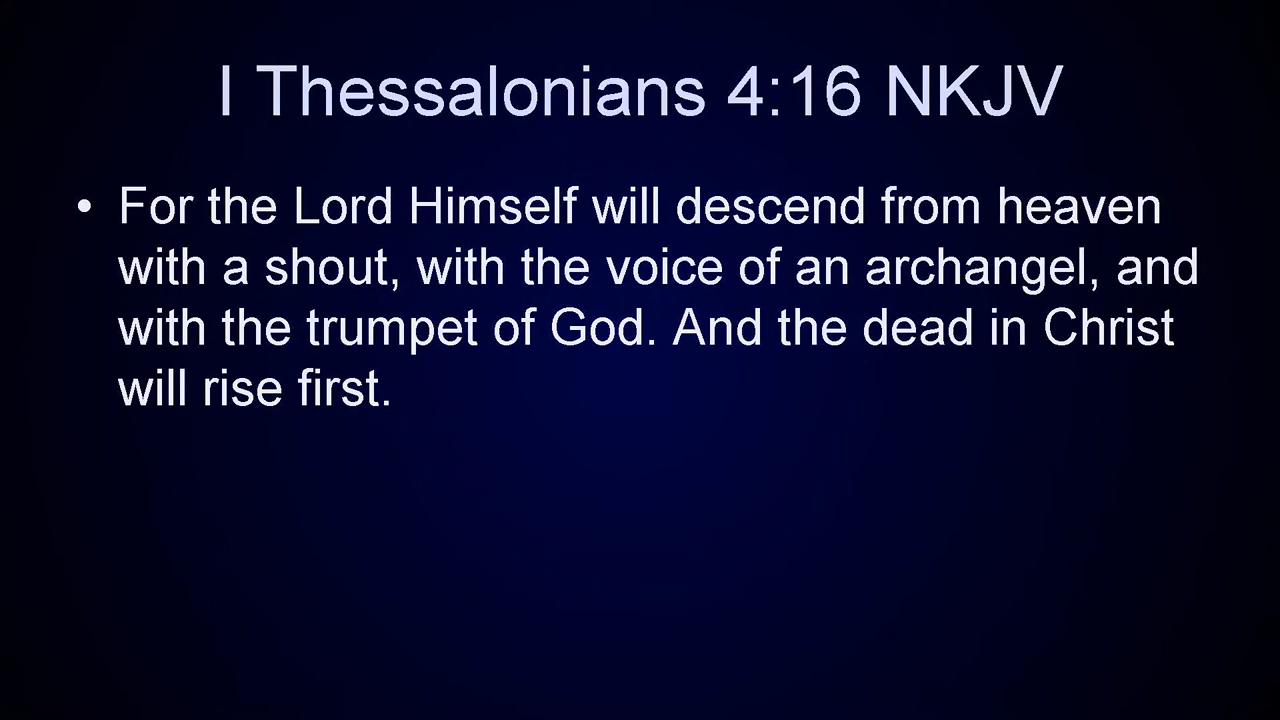 I Thessalonians 4:16 NKJV
• For the Lord Himself will descend from heaven
with a shout, with the voice of an archangel, and
with the trumpet of God. And the dead in Christ
will rise first.